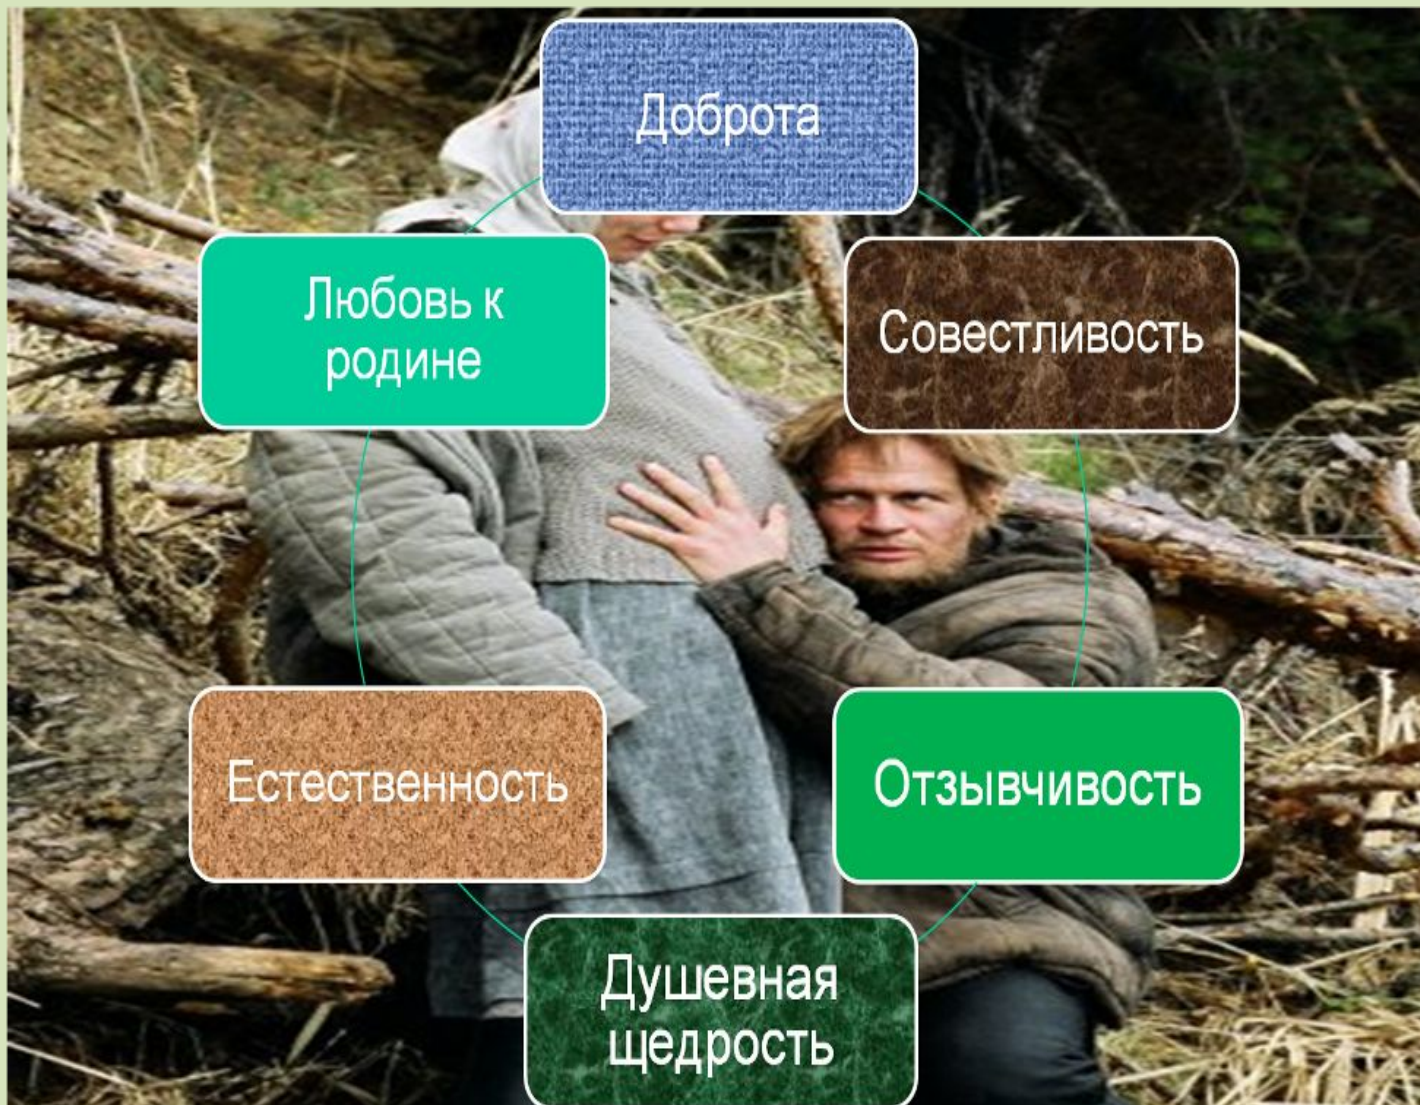 Доброта
Совестливость
Отзывчивость
Душевная
щедрость
Естественность
Любовь к
родине